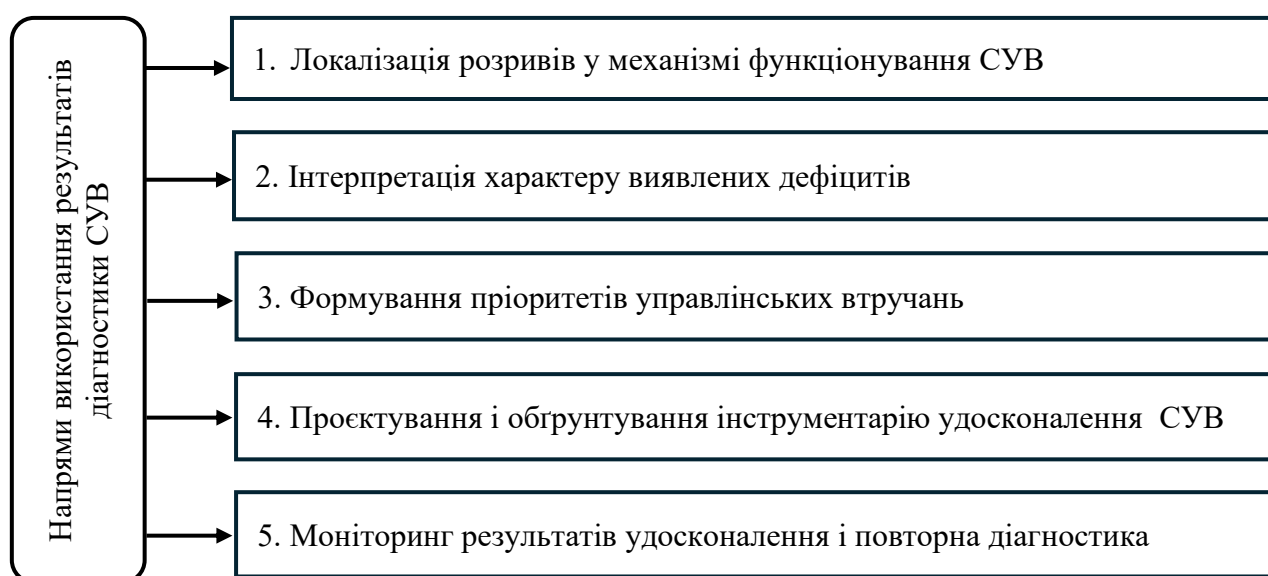 Напрями використання результатів
діагностики СУВ
1. Локалізація розривів у механізмі функціонування СУВ
2. Інтерпретація характеру виявлених дефіцитів
3. Формування пріоритетів управлінських втручань
4. Проєктування і обґрунтування інструментарію удосконалення СУВ
5. Моніторинг результатів удосконалення і повторна діагностика